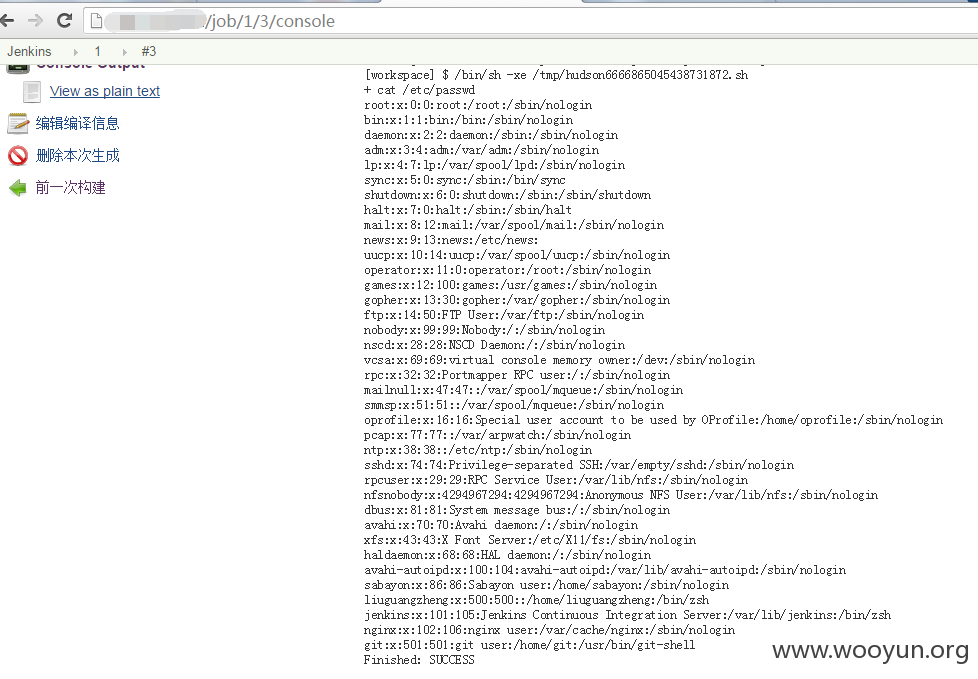 /job/1/3/console
Jenkins 1 #3
Console Output
View as plain text
编辑编译信息
删除本次生成
前一次构建
[workspace] $ /bin/sh -xe /tmp/hudson6666865045438731872.sh
+ cat /etc/passwd
root:x:0:0:root:/root:/sbin/nologin
bin:x:1:1:bin:/bin:/sbin/nologin
daemon:x:2:2:daemon:/sbin:/sbin/nologin
adm:x:3:4:adm:/var/adm:/sbin/nologin
lp:x:4:7:lp:/var/spool/lpd:/sbin/nologin
sync:x:5:0:sync:/sbin:/bin/sync
shutdown:x:6:0:shutdown:/sbin:/sbin/shutdown
halt:x:7:0:halt:/sbin:/sbin/halt
mail:x:8:12:mail:/var/spool/mail:/sbin/nologin
news:x:9:13:news:/etc/news:
uucp:x:10:14:uucp:/var/spool/uucp:/sbin/nologin
operator:x:11:0:operator:/root:/sbin/nologin
games:x:12:100:games:/usr/games:/sbin/nologin
gopher:x:13:30:gopher:/var/gopher:/sbin/nologin
ftp:x:14:50:FTP User:/var/ftp:/sbin/nologin
nobody:x:99:99:Nobody:/:/sbin/nologin
nscd:x:28:28:NSCD Daemon:/:/sbin/nologin
vcsa:x:69:69:virtual console memory owner:/dev:/sbin/nologin
rpc:x:32:32:Portmapper RPC user:/:/sbin/nologin
mailnull:x:47:47::/var/spool/mqueue:/sbin/nologin
smmsp:x:51:51::/var/spool/mqueue:/sbin/nologin
oprofile:x:16:16:Special user account to be used by OProfile:/home/oprofile:/sbin/nologin
pcap:x:77:77::/var/arpwatch:/sbin/nologin
ntp:x:38:38::/etc/ntp:/sbin/nologin
sshd:x:74:74:Privilege-separated SSH:/var/empty/sshd:/sbin/nologin
rpcuser:x:29:29:RPC Service User:/var/lib/nfs:/sbin/nologin
nfsnobody:x:4294967294:4294967294:Anonymous NFS User:/var/lib/nfs:/sbin/nologin
dbus:x:81:81:System message bus:/:/sbin/nologin
avahi:x:70:70:Avahi daemon:/:/sbin/nologin
xfs:x:43:43:X Font Server:/etc/X11/fs:/sbin/nologin
haldaemon:x:68:68:HAL daemon:/:/sbin/nologin
avahi-autoipd:x:100:104:avahi-autoipd:/var/lib/avahi-autoipd:/sbin/nologin
sabayon:x:86:86:Sabayon user:/home/sabayon:/sbin/nologin
liuguangzheng:x:500:500::/home/liuguangzheng:/bin/zsh
jenkins:x:101:105:Jenkins Continuous Integration Server:/var/lib/jenkins:/bin/zsh
nginx:x:102:106:nginx user:/var/cache/nginx:/sbin/nologin
git:x:501:501:git user:/home/git:/usr/bin/git-shell
Finished: SUCCESS
www.wooyun.org